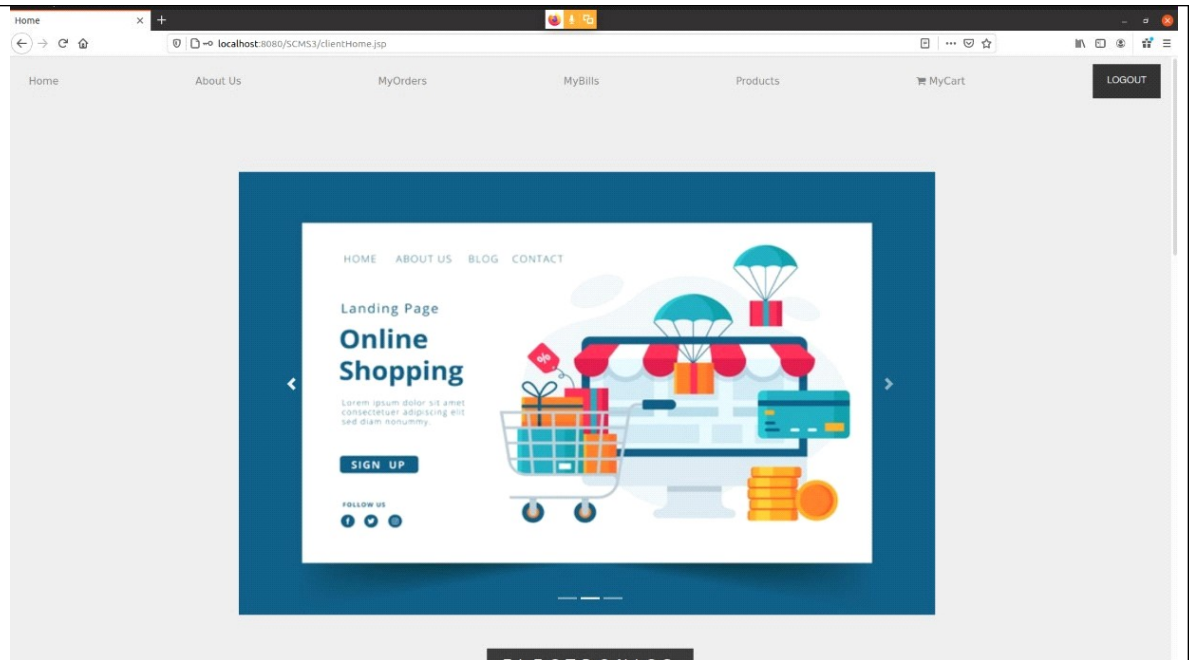 Home
localhost:8080/SCMS3/clientHome.jsp
Home About Us MyOrders MyBills Products MyCart LOGOUT
HOME ABOUT US BLOG CONTACT
Landing Page
Online
Shopping
Lorem ipsum dolor sit amet
consectetuer adipiscing elit
sed diam nonummy.
SIGN UP
FOLLOW US